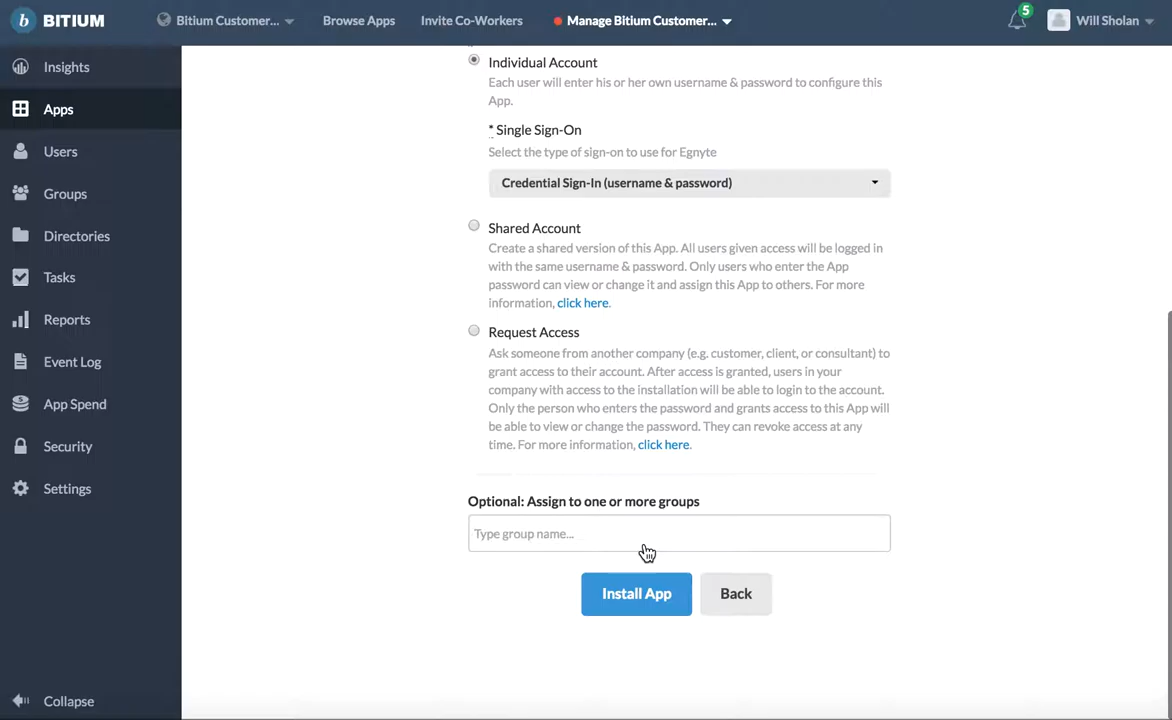 BITIUM
Bitium Customer...
Browse Apps
Invite Co-Workers
Manage Bitium Customer...
5
Will Sholan
Insights
Apps
Users
Groups
Directories
Tasks
Reports
Event Log
App Spend
Security
Settings
Collapse
Individual Account
Each user will enter his or her own username & password to configure this
App.
* Single Sign-On
Select the type of sign-on to use for Egnyte
Credential Sign-In (username & password)
Shared Account
Create a shared version of this App. All users given access will be logged in
with the same username & password. Only users who enter the App
password can view or change it and assign this App to others. For more
information, click here.
Request Access
Ask someone from another company (e.g. customer, client, or consultant) to
grant access to their account. After access is granted, users in your
company with access to the installation will be able to login to the account.
Only the person who enters the password and grants access to this App will
be able to view or change the password. They can revoke access at any
time. For more information, click here.
Optional: Assign to one or more groups
Type group name...
Install App
Back